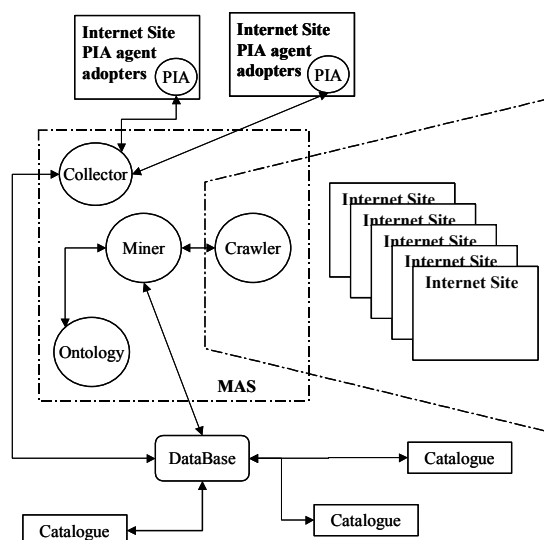 Internet Site
PIA agent
adopters
PIA
Internet Site
PIA agent
adopters
PIA
Collector
Miner
Crawler
Ontology
MAS
Internet Site
Internet Site
Internet Site
Internet Site
Internet Site
DataBase
Catalogue
Catalogue
Catalogue